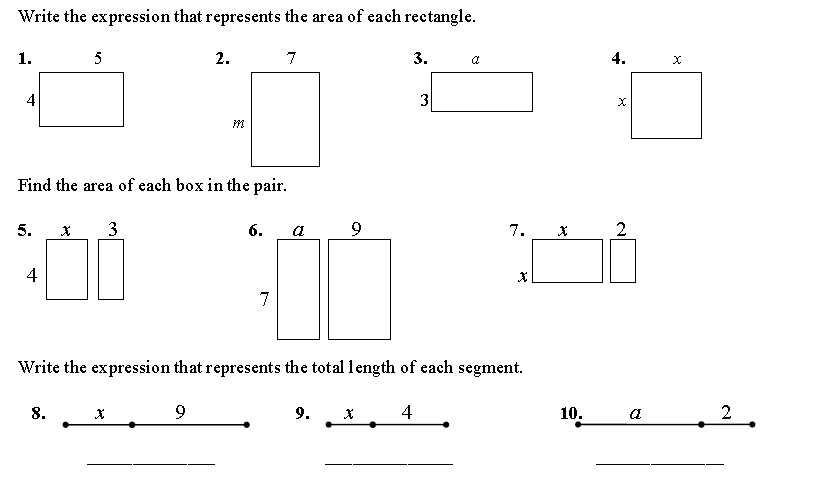 Write the expression that represents the area of each rectangle.
1. 5 2. 7 3. a 4. x
4 3 x
m
Find the area of each box in the pair.
5. x 3 6. a 9 7. x 2
4 x
7
Write the expression that represents the total length of each segment.
8. x 9 9. x 4 10. a 2